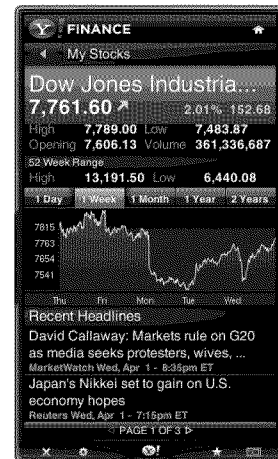 Y! FINANCE
My Stocks
Dow Jones Industria...
7,761.60 2.01% 152.68
High 7,789.00 Low 7,483.87
Opening 7,606.13 Volume 361,336,687
52 Week Range
High 13,191.50 Low 6,440.08
1 Day 1 Week 1 Month 1 Year 2 Years
7815
7763
7654
7541
Thu Fri Mon Tue Wed
Recent Headlines
David Callaway: Markets rule on G20
as media seeks protesters, wives, ...
MarketWatch Wed, Apr 1 - 8:35pm ET
Japan's Nikkei set to gain on U.S.
economy hopes
Reuters Wed, Apr 1 - 7:15pm ET
PAGE 1 OF 3
Y!